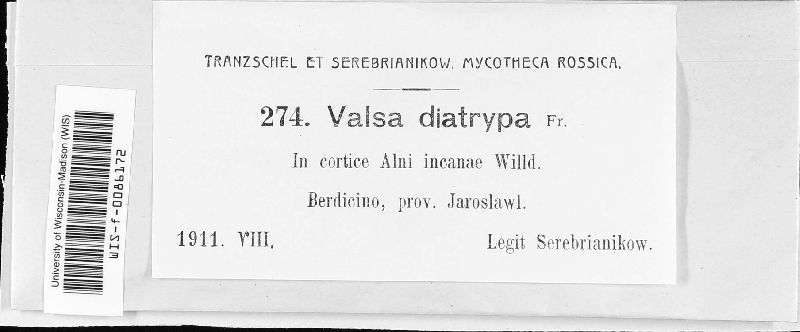 TRANZSCHEL ET SEREBRIANIKOW. MYCOTHECA ROSSICA.
274. Valsa diatrypa Fr.
In cortice Alni incanae Willd.
Berdicino, prov. Jaroslawl.
1911. VIII. Legit Serebrianikow.
University of Wisconsin-Madison (WIS)
WIS-f-0086172